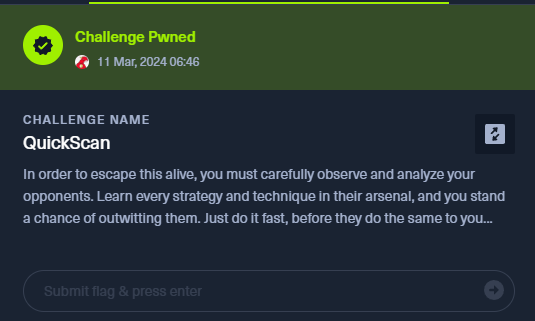 Challenge Pwned
11 Mar, 2024 06:46
CHALLENGE NAME
QuickScan
In order to escape this alive, you must carefully observe and analyze your
opponents. Learn every strategy and technique in their arsenal, and you stand
a chance of outwitting them. Just do it fast, before they do the same to you...
Submit flag & press enter